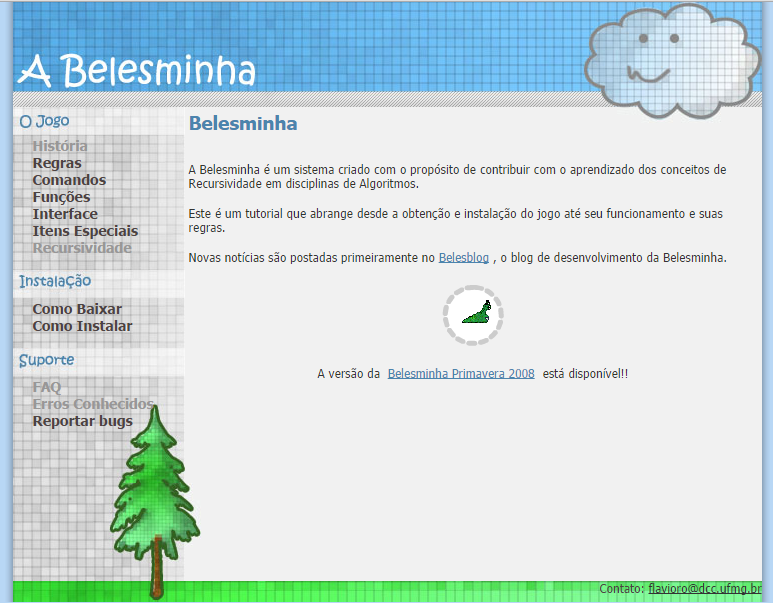 A Belesminha
O Jogo
História
Regras
Comandos
Funções
Interface
Itens Especiais
Recursividade
Instalação
Como Baixar
Como Instalar
Suporte
FAQ
Erros Conhecidos
Reportar bugs
Belesminha
A Belesminha é um sistema criado com o propósito de contribuir com o aprendizado dos conceitos de
Recursividade em disciplinas de Algoritmos.
Este é um tutorial que abrange desde a obtenção e instalação do jogo até seu funcionamento e suas
regras.
Novas notícias são postadas primeiramente no Belesblog , o blog de desenvolvimento da Belesminha.
A versão da Belesminha Primavera 2008 está disponível!!
Contato: flavioro@dcc.ufmg.br